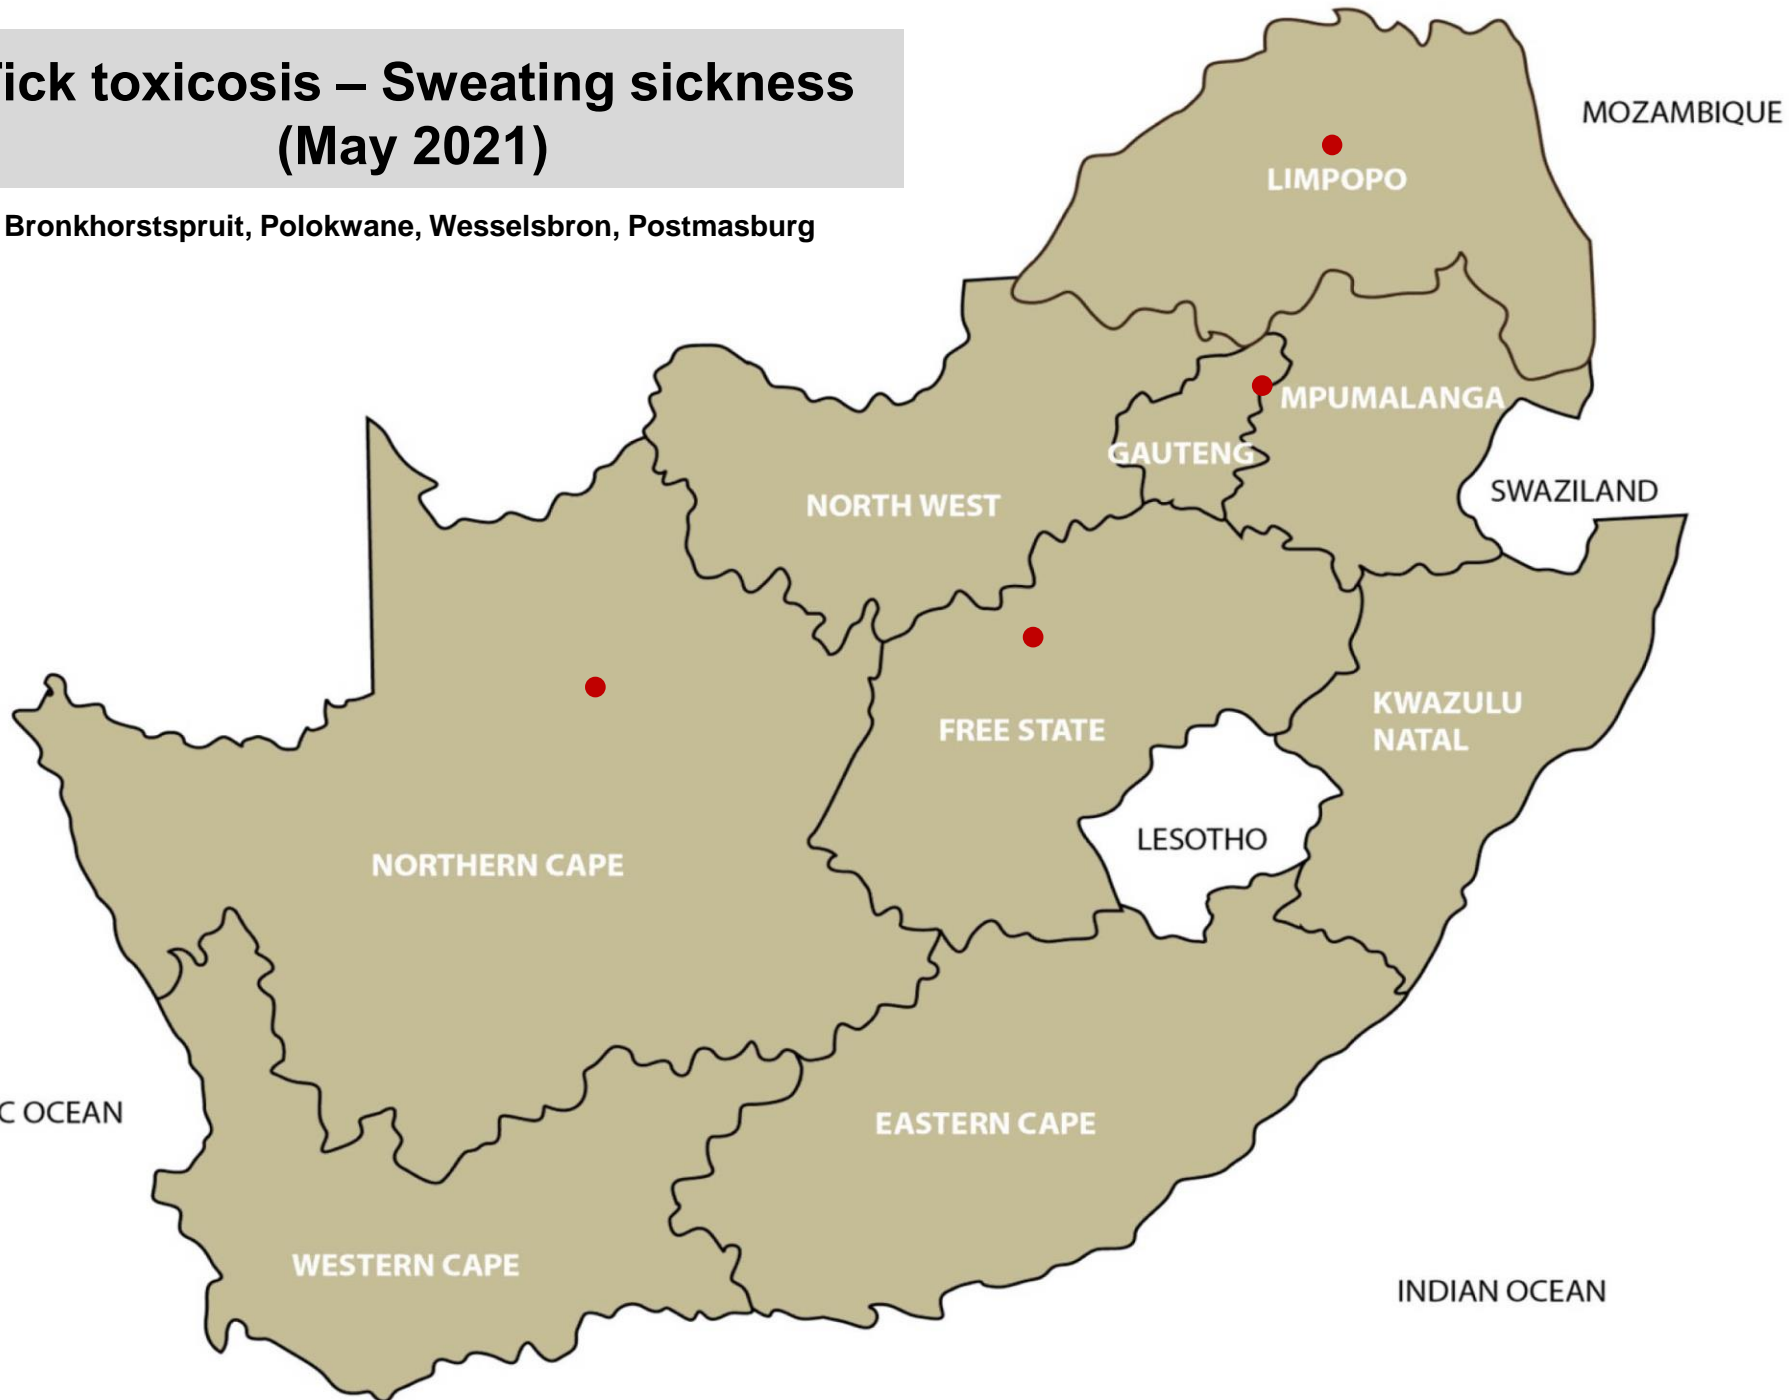 ick toxicosis – Sweating sickness
(May 2021)
Bronkhorstspruit, Polokwane, Wesselsbron, Postmasburg
MOZAMBIQUE
LIMPOPO
MPUMALANGA
GAUTENG
SWAZILAND
NORTH WEST
KWAZULU
NATAL
FREE STATE
LESOTHO
NORTHERN CAPE
C OCEAN
EASTERN CAPE
WESTERN CAPE
INDIAN OCEAN